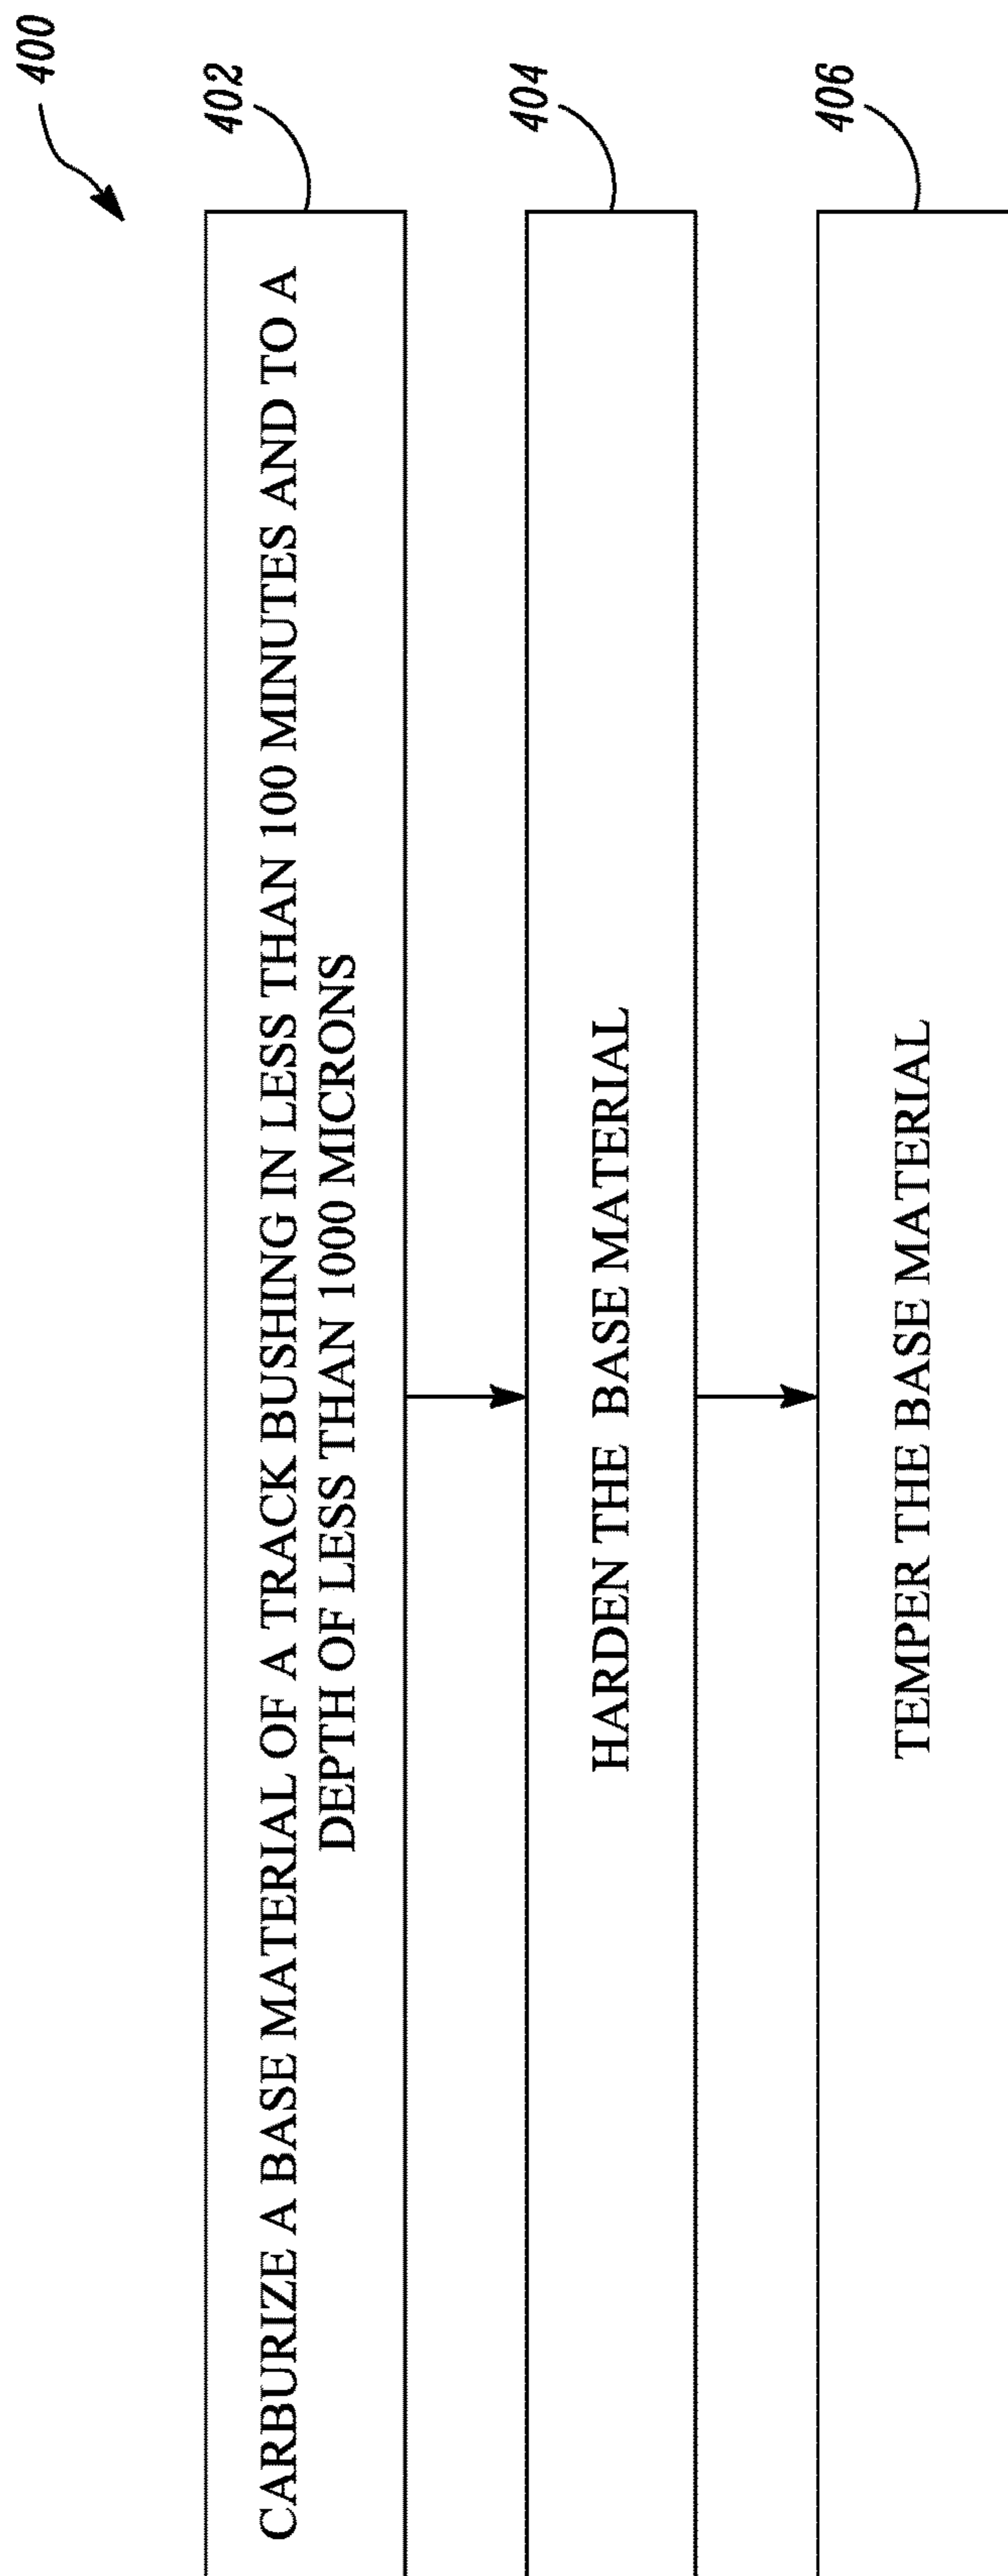 400
402
CARBURIZE A BASE MATERIAL OF A TRACK BUSHING IN LESS THAN 100 MINUTES AND TO A
DEPTH OF LESS THAN 1000 MICRONS
404
HARDEN THE BASE MATERIAL
406
TEMPER THE BASE MATERIAL